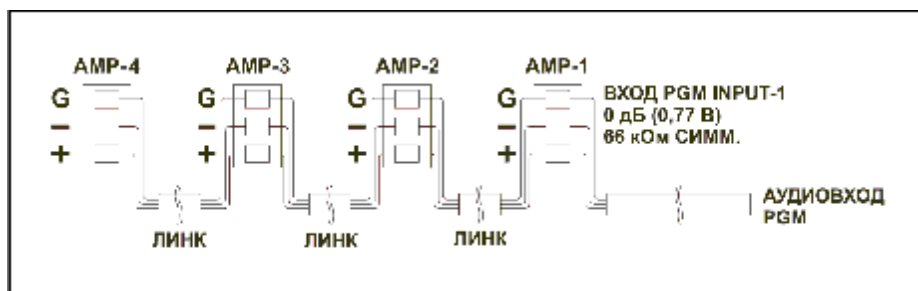 AMP-4
AMP-3
AMP-2
AMP-1
G
G
G
G
ВХОД PGM INPUT-1
0 дБ (0,77 В)
66 кОм СИММ.
−
−
−
−
+
+
+
+
АУДИОВХОД
PGM
ЛИНК
ЛИНК
ЛИНК